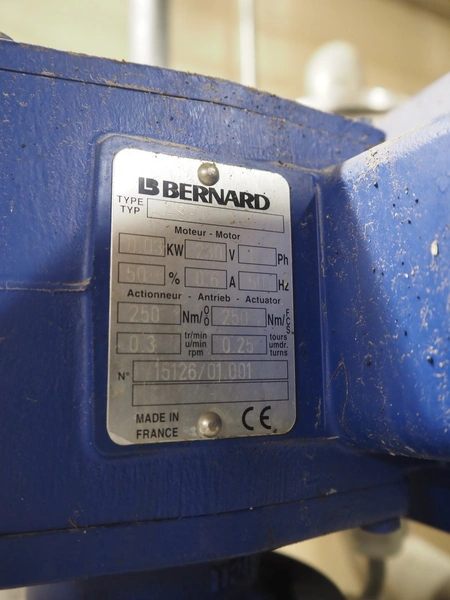 BERNARD
TYPE
TYP
Moteur - Motor
0.03 KW 230 V Ph
50 % 0.6 A Hz
Actionneur - Antrieb - Actuator
250 Nm/ O O 250 Nm/ F C S
0.3 tr/min u/min rpm 0.25 tours umdr. turns
N° 15126/01.001
MADE IN
FRANCE CE